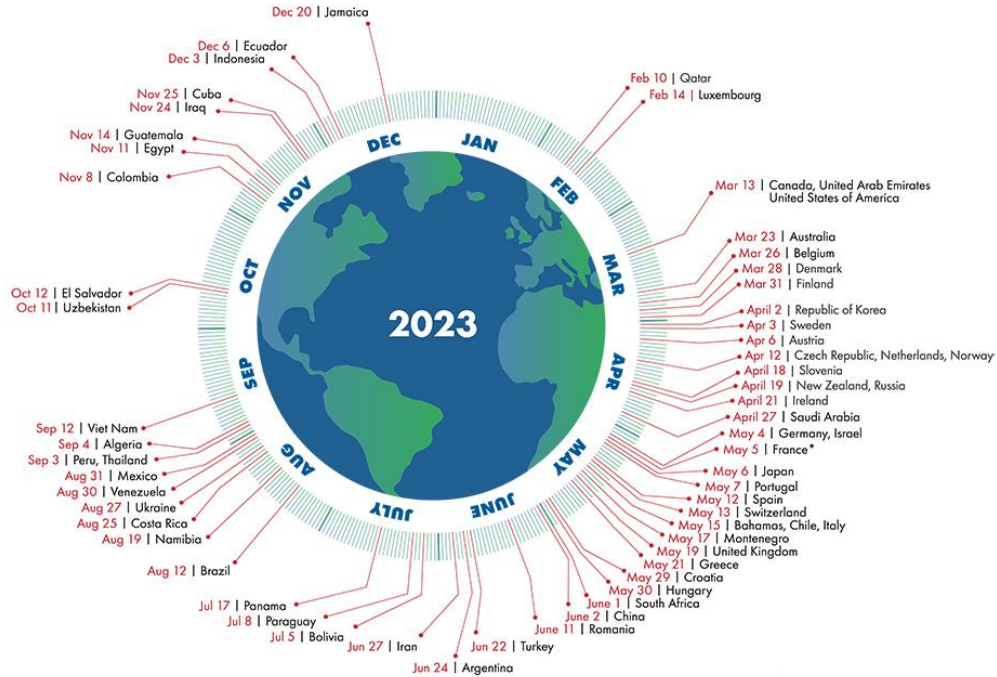 Dec 20 | Jamaica
Dec 6 | Ecuador
Dec 3 | Indonesia
Nov 25 | Cuba
Nov 24 | Iraq
Nov 14 | Guatemala
Nov 11 | Egypt
Nov 8 | Colombia
Oct 12 | El Salvador
Oct 11 | Uzbekistan
Sep 12 | Viet Nam
Sep 4 | Algeria
Sep 3 | Peru, Thailand
Aug 31 | Mexico
Aug 30 | Venezuela
Aug 27 | Ukraine
Aug 25 | Costa Rica
Aug 19 | Namibia
Aug 12 | Brazil
Jul 17 | Panama
Jul 8 | Paraguay
Jul 5 | Bolivia
Jun 27 | Iran
Jun 24 | Argentina
Jun 22 | Turkey
Feb 10 | Qatar
Feb 14 | Luxembourg
Mar 13 | Canada, United Arab Emirates
United States of America
Mar 23 | Australia
Mar 26 | Belgium
Mar 28 | Denmark
Mar 31 | Finland
April 2 | Republic of Korea
Apr 3 | Sweden
Apr 6 | Austria
Apr 12 | Czech Republic, Netherlands, Norway
April 18 | Slovenia
April 19 | New Zealand, Russia
April 21 | Ireland
April 27 | Saudi Arabia
May 4 | Germany, Israel
May 5 | France*
May 6 | Japan
May 7 | Portugal
May 12 | Spain
May 13 | Switzerland
May 15 | Bahamas, Chile, Italy
May 17 | Montenegro
May 19 | United Kingdom
May 21 | Greece
May 29 | Croatia
May 30 | Hungary
June 1 | South Africa
June 2 | China
June 11 | Romania
JAN
FEB
MAR
APR
MAY
JUNE
JULY
AUG
SEP
OCT
NOV
DEC
2023